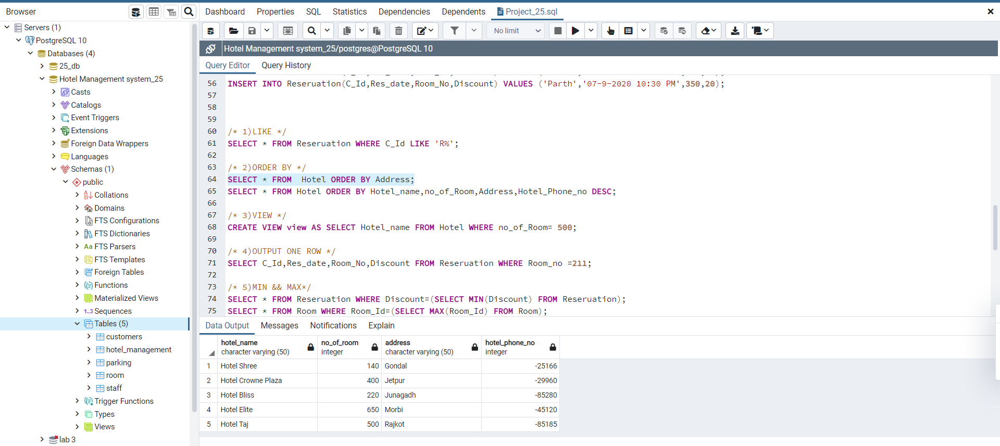 Browser
Servers (1)
PostgreSQL 10
Databases (4)
25_db
Hotel Management system_25
Casts
Catalogs
Event Triggers
Extensions
Foreign Data Wrappers
Languages
Schemas (1)
public
Collations
Domains
FTS Configurations
FTS Dictionaries
Aa FTS Parsers
FTS Templates
Foreign Tables
Functions
Materialized Views
1..3 Sequences
Tables (5)
customers
hotel_management
parking
room
staff
Trigger Functions
Types
Views
lab 3
Dashboard Properties SQL Statistics Dependencies Dependents Project_25.sql
No limit
Hotel Management system_25/postgres@PostgreSQL 10
Query Editor Query History
56 INSERT INTO Reseruation(C_Id,Res_date,Room_No,Discount) VALUES ('Parth','07-9-2020 10:30 PM',350,20);
57
58
59
60 /* 1)LIKE */
61 SELECT * FROM Reseruation WHERE C_Id LIKE 'R%';
62
63 /* 2)ORDER BY */
64 SELECT * FROM  Hotel ORDER BY Address;
65 SELECT * FROM Hotel ORDER BY Hotel_name,no_of_Room,Address,Hotel_Phone_no DESC;
66
67 /* 3)VIEW */
68 CREATE VIEW view AS SELECT Hotel_name FROM Hotel WHERE no_of_Room= 500;
69
70 /* 4)OUTPUT ONE ROW */
71 SELECT C_Id,Res_date,Room_No,Discount FROM Reseruation WHERE Room_no =211;
72
73 /* 5)MIN && MAX*/
74 SELECT * FROM Reseruation WHERE Discount=(SELECT MIN(Discount) FROM Reseruation);
75 SELECT * FROM Room WHERE Room_Id=(SELECT MAX(Room_Id) FROM Room);
Data Output Messages Notifications Explain
hotel_name no_of_room address hotel_phone_no
character varying (50) integer character varying (50) integer
1 Hotel Shree 140 Gondal -25166
2 Hotel Crowne Plaza 400 Jetpur -29960
3 Hotel Bliss 220 Junagadh -85280
4 Hotel Elite 650 Morbi -45120
5 Hotel Taj 500 Rajkot -85185